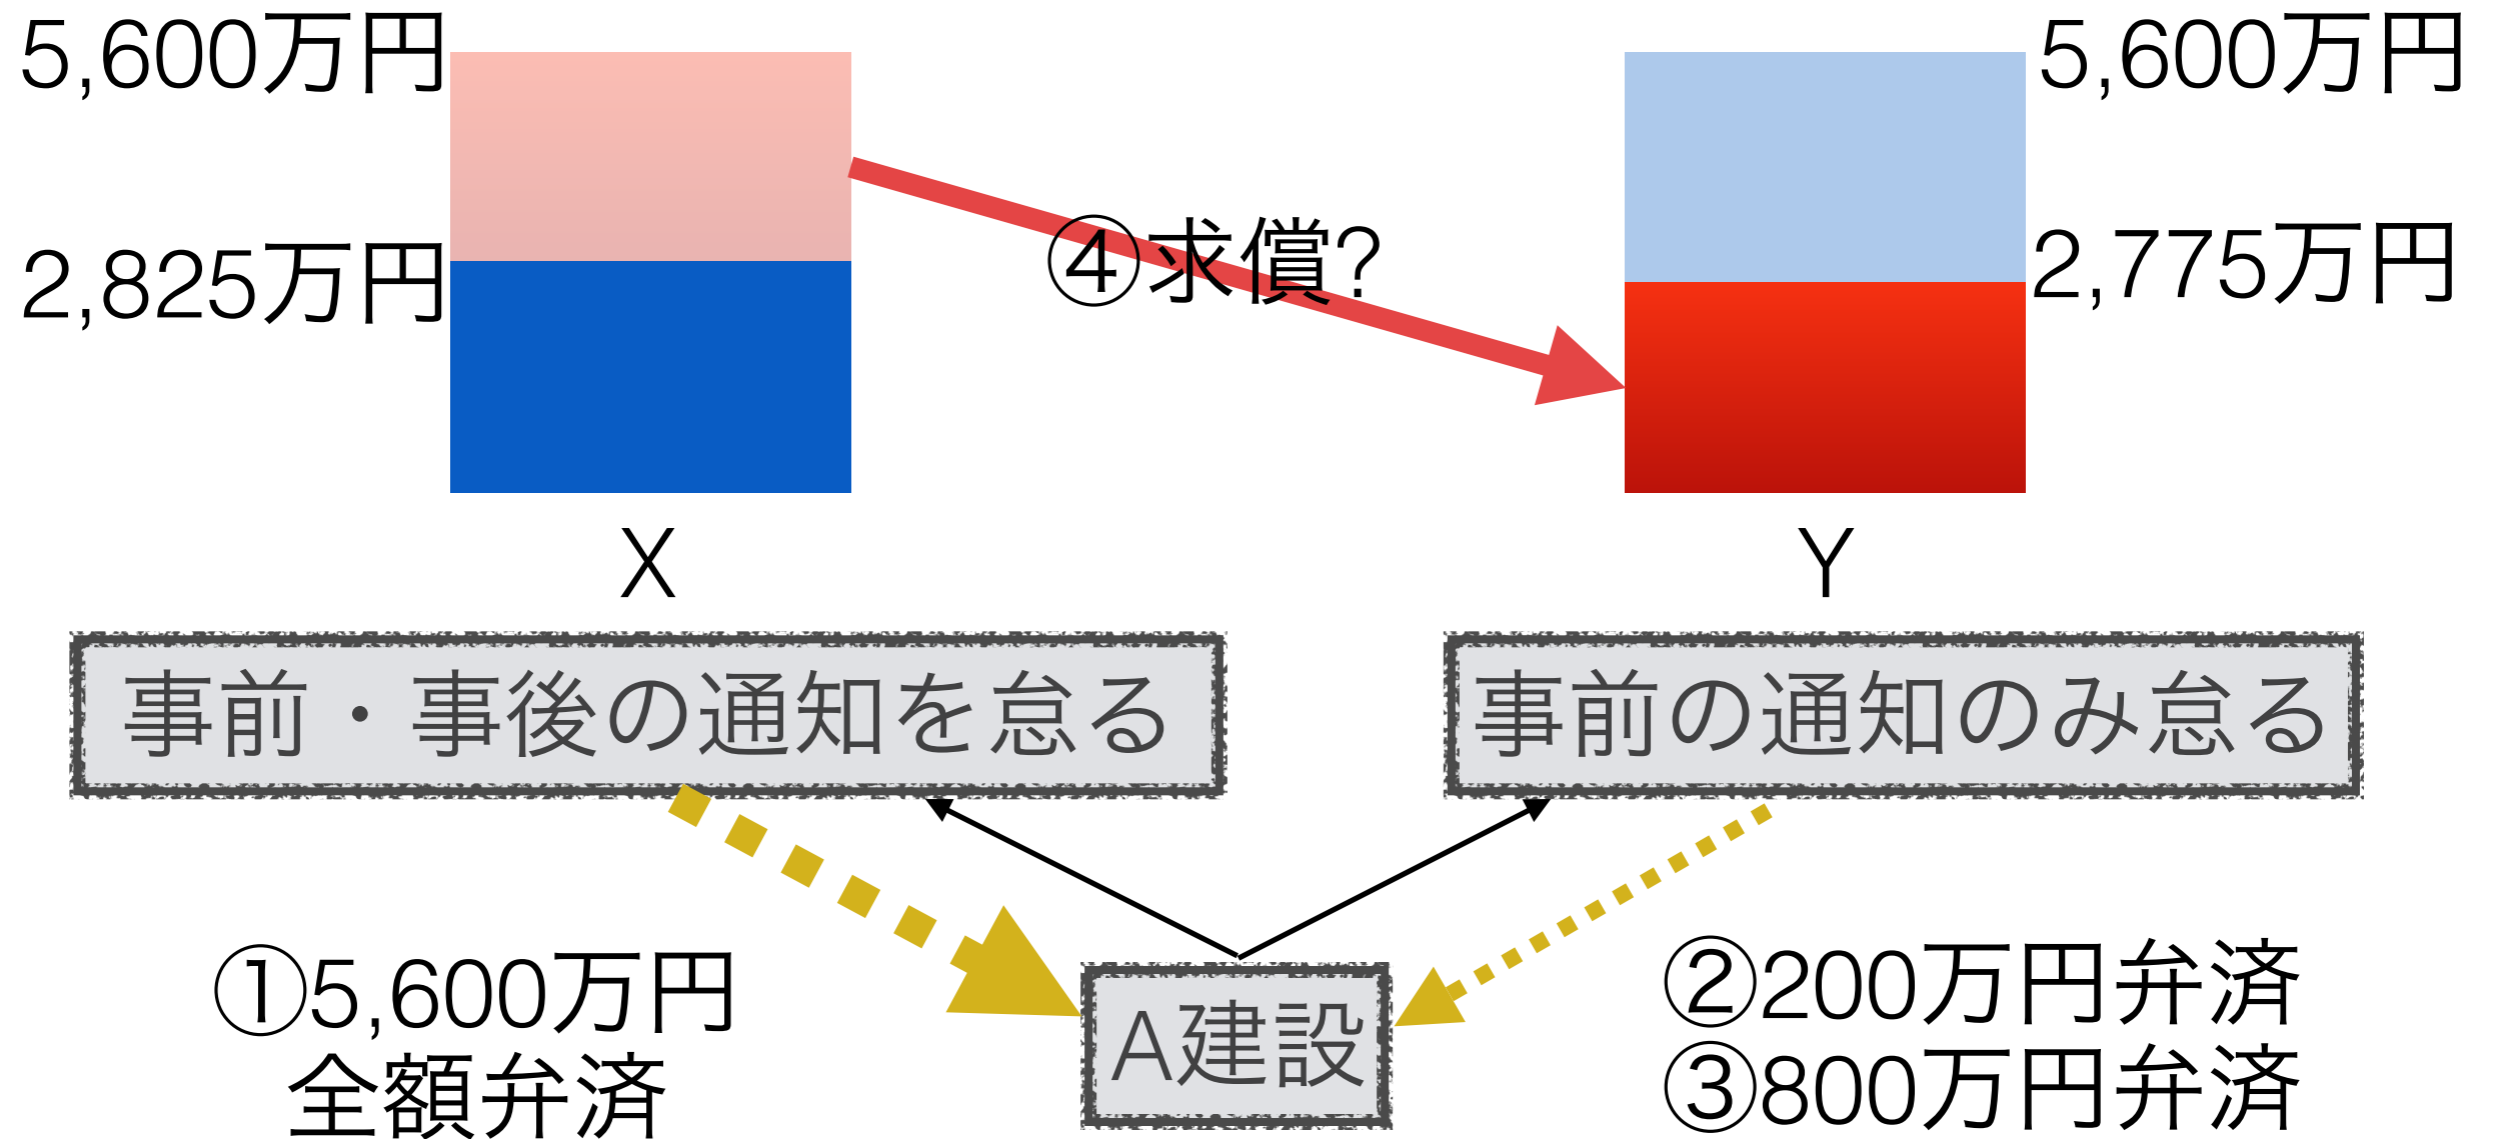 5,600万円
5,600万円
④求償?
2,825万円
2,775万円
X
Y
事前・事後の通知を怠る
事前の通知のみ怠る
①5,600万円
全額弁済
A建設
②200万円弁済
③800万円弁済